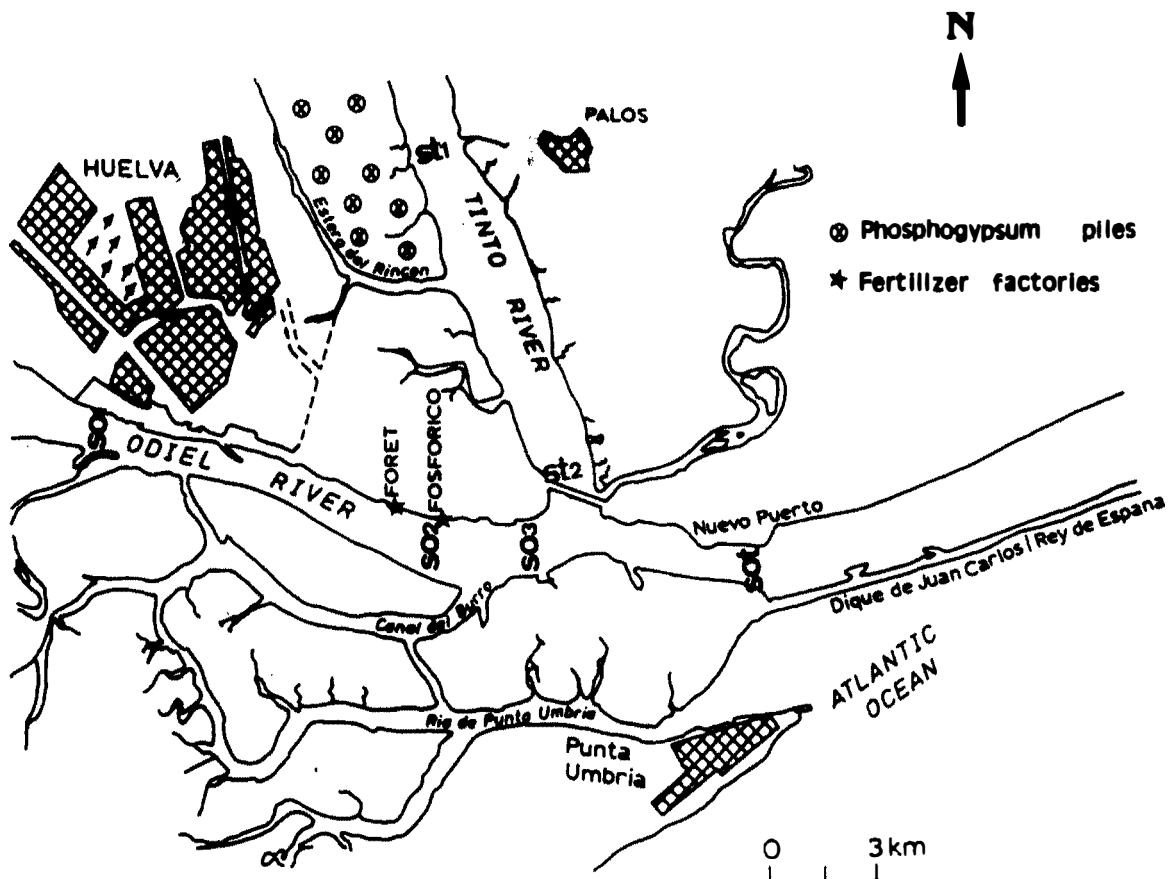 N
PALOS
HUELVA
st1
TINTO
RIVER
Estero del Rincon
Phosphogypsum piles
Fertilizer factories
SO1
ODIEL
RIVER
FORET
FOSFORICO
st2
SO2
SO3
Nuevo Puerto
sot
Dique de Juan Carlos I Rey de Espana
Canal del Burro
Ria de Punta Umbria
Punta
Umbria
ATLANTIC
OCEAN
0 3 km